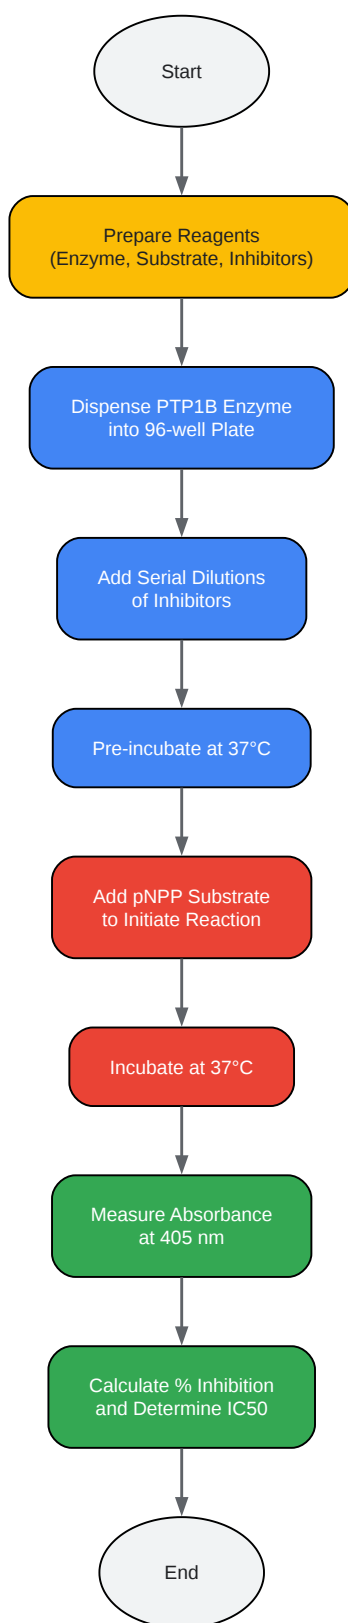 Start
Prepare Reagents
(Enzyme, Substrate, Inhibitors)
Dispense PTP1B Enzyme
into 96-well Plate
Add Serial Dilutions
of Inhibitors
Pre-incubate at 37°C
Add pNPP Substrate
to Initiate Reaction
Incubate at 37°C
Measure Absorbance
at 405 nm
Calculate % Inhibition
and Determine IC50
End